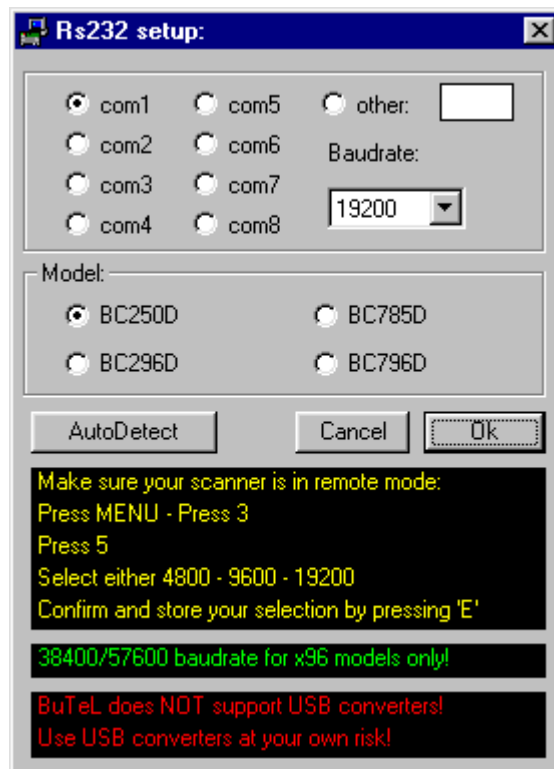 Rs232 setup:
com1 com5 other:
com2 com6 Baudrate:
com3 com7
19200
com4 com8
Model:
BC250D BC785D
BC296D BC796D
AutoDetect Cancel Ok
Make sure your scanner is in remote mode:
Press MENU - Press 3
Press 5
Select either 4800 - 9600 - 19200
Confirm and store your selection by pressing 'E'
38400/57600 baudrate for x96 models only!
BuTeL does NOT support USB converters!
Use USB converters at your own risk!